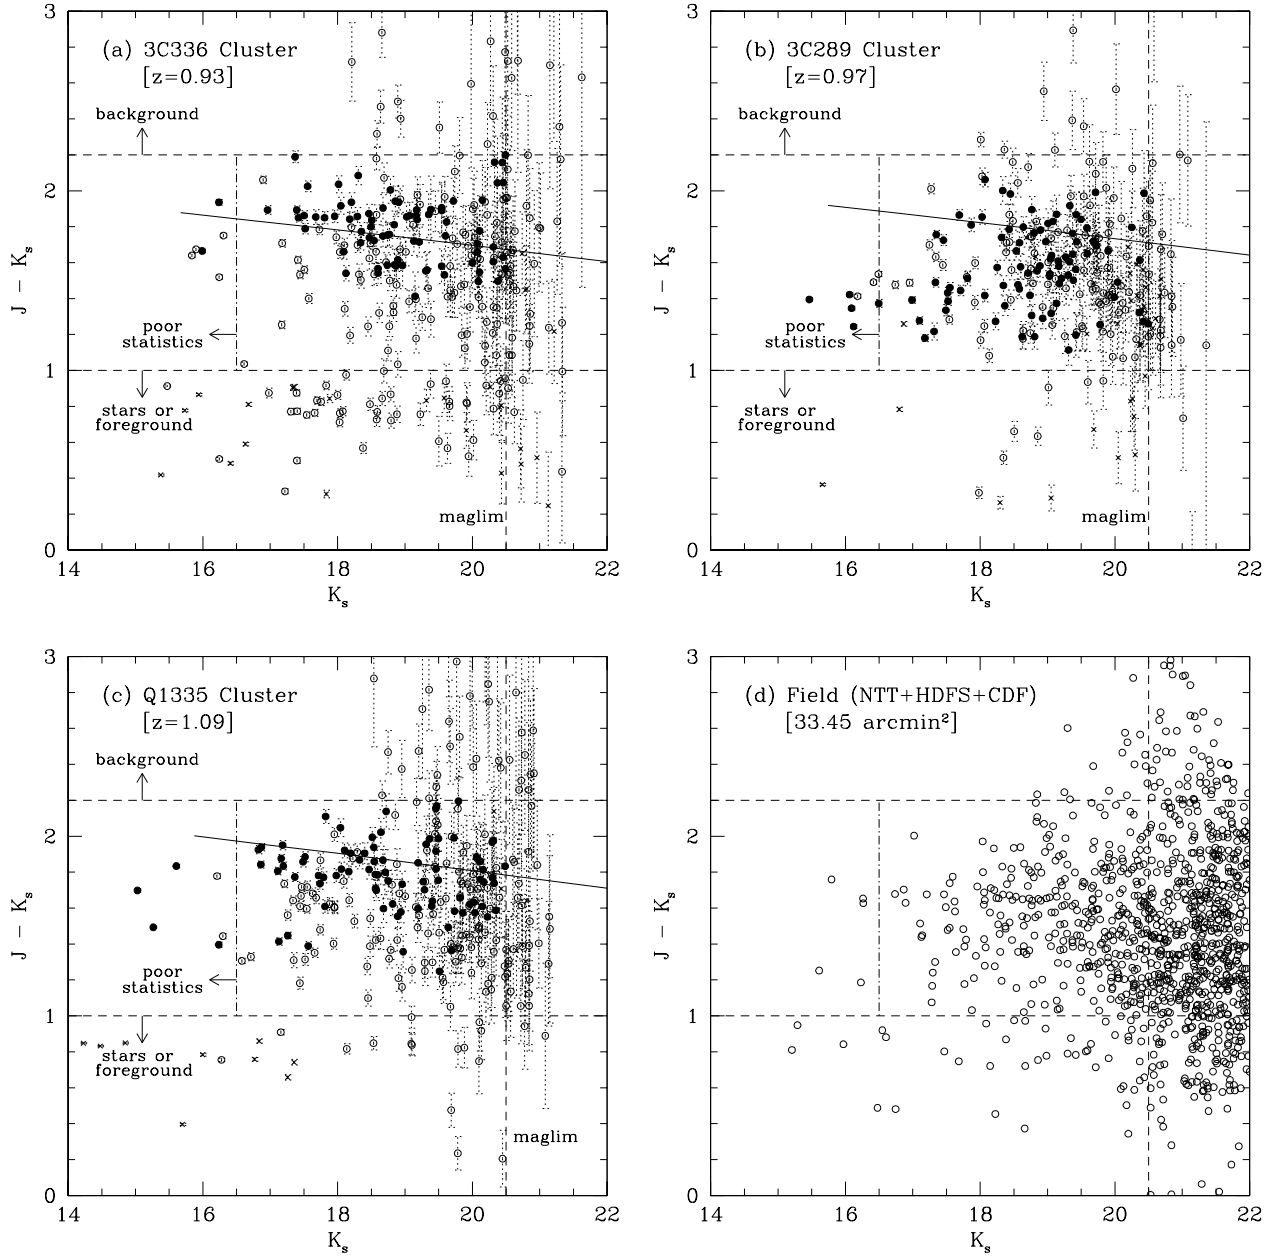 (a) 3C336 Cluster
[z=0.93]
background
poor
statistics
stars or
foreground
maglim
3
2
1
0
J − Ks
14 16 18 20 22
Ks
(b) 3C289 Cluster
[z=0.97]
background
poor
statistics
stars or
foreground
maglim
3
2
1
0
J − Ks
14 16 18 20 22
Ks
(c) Q1335 Cluster
[z=1.09]
background
poor
statistics
stars or
foreground
maglim
3
2
1
0
J − Ks
14 16 18 20 22
Ks
(d) Field (NTT+HDFS+CDF)
[33.45 arcmin²]
3
2
1
0
J − Ks
14 16 18 20 22
Ks